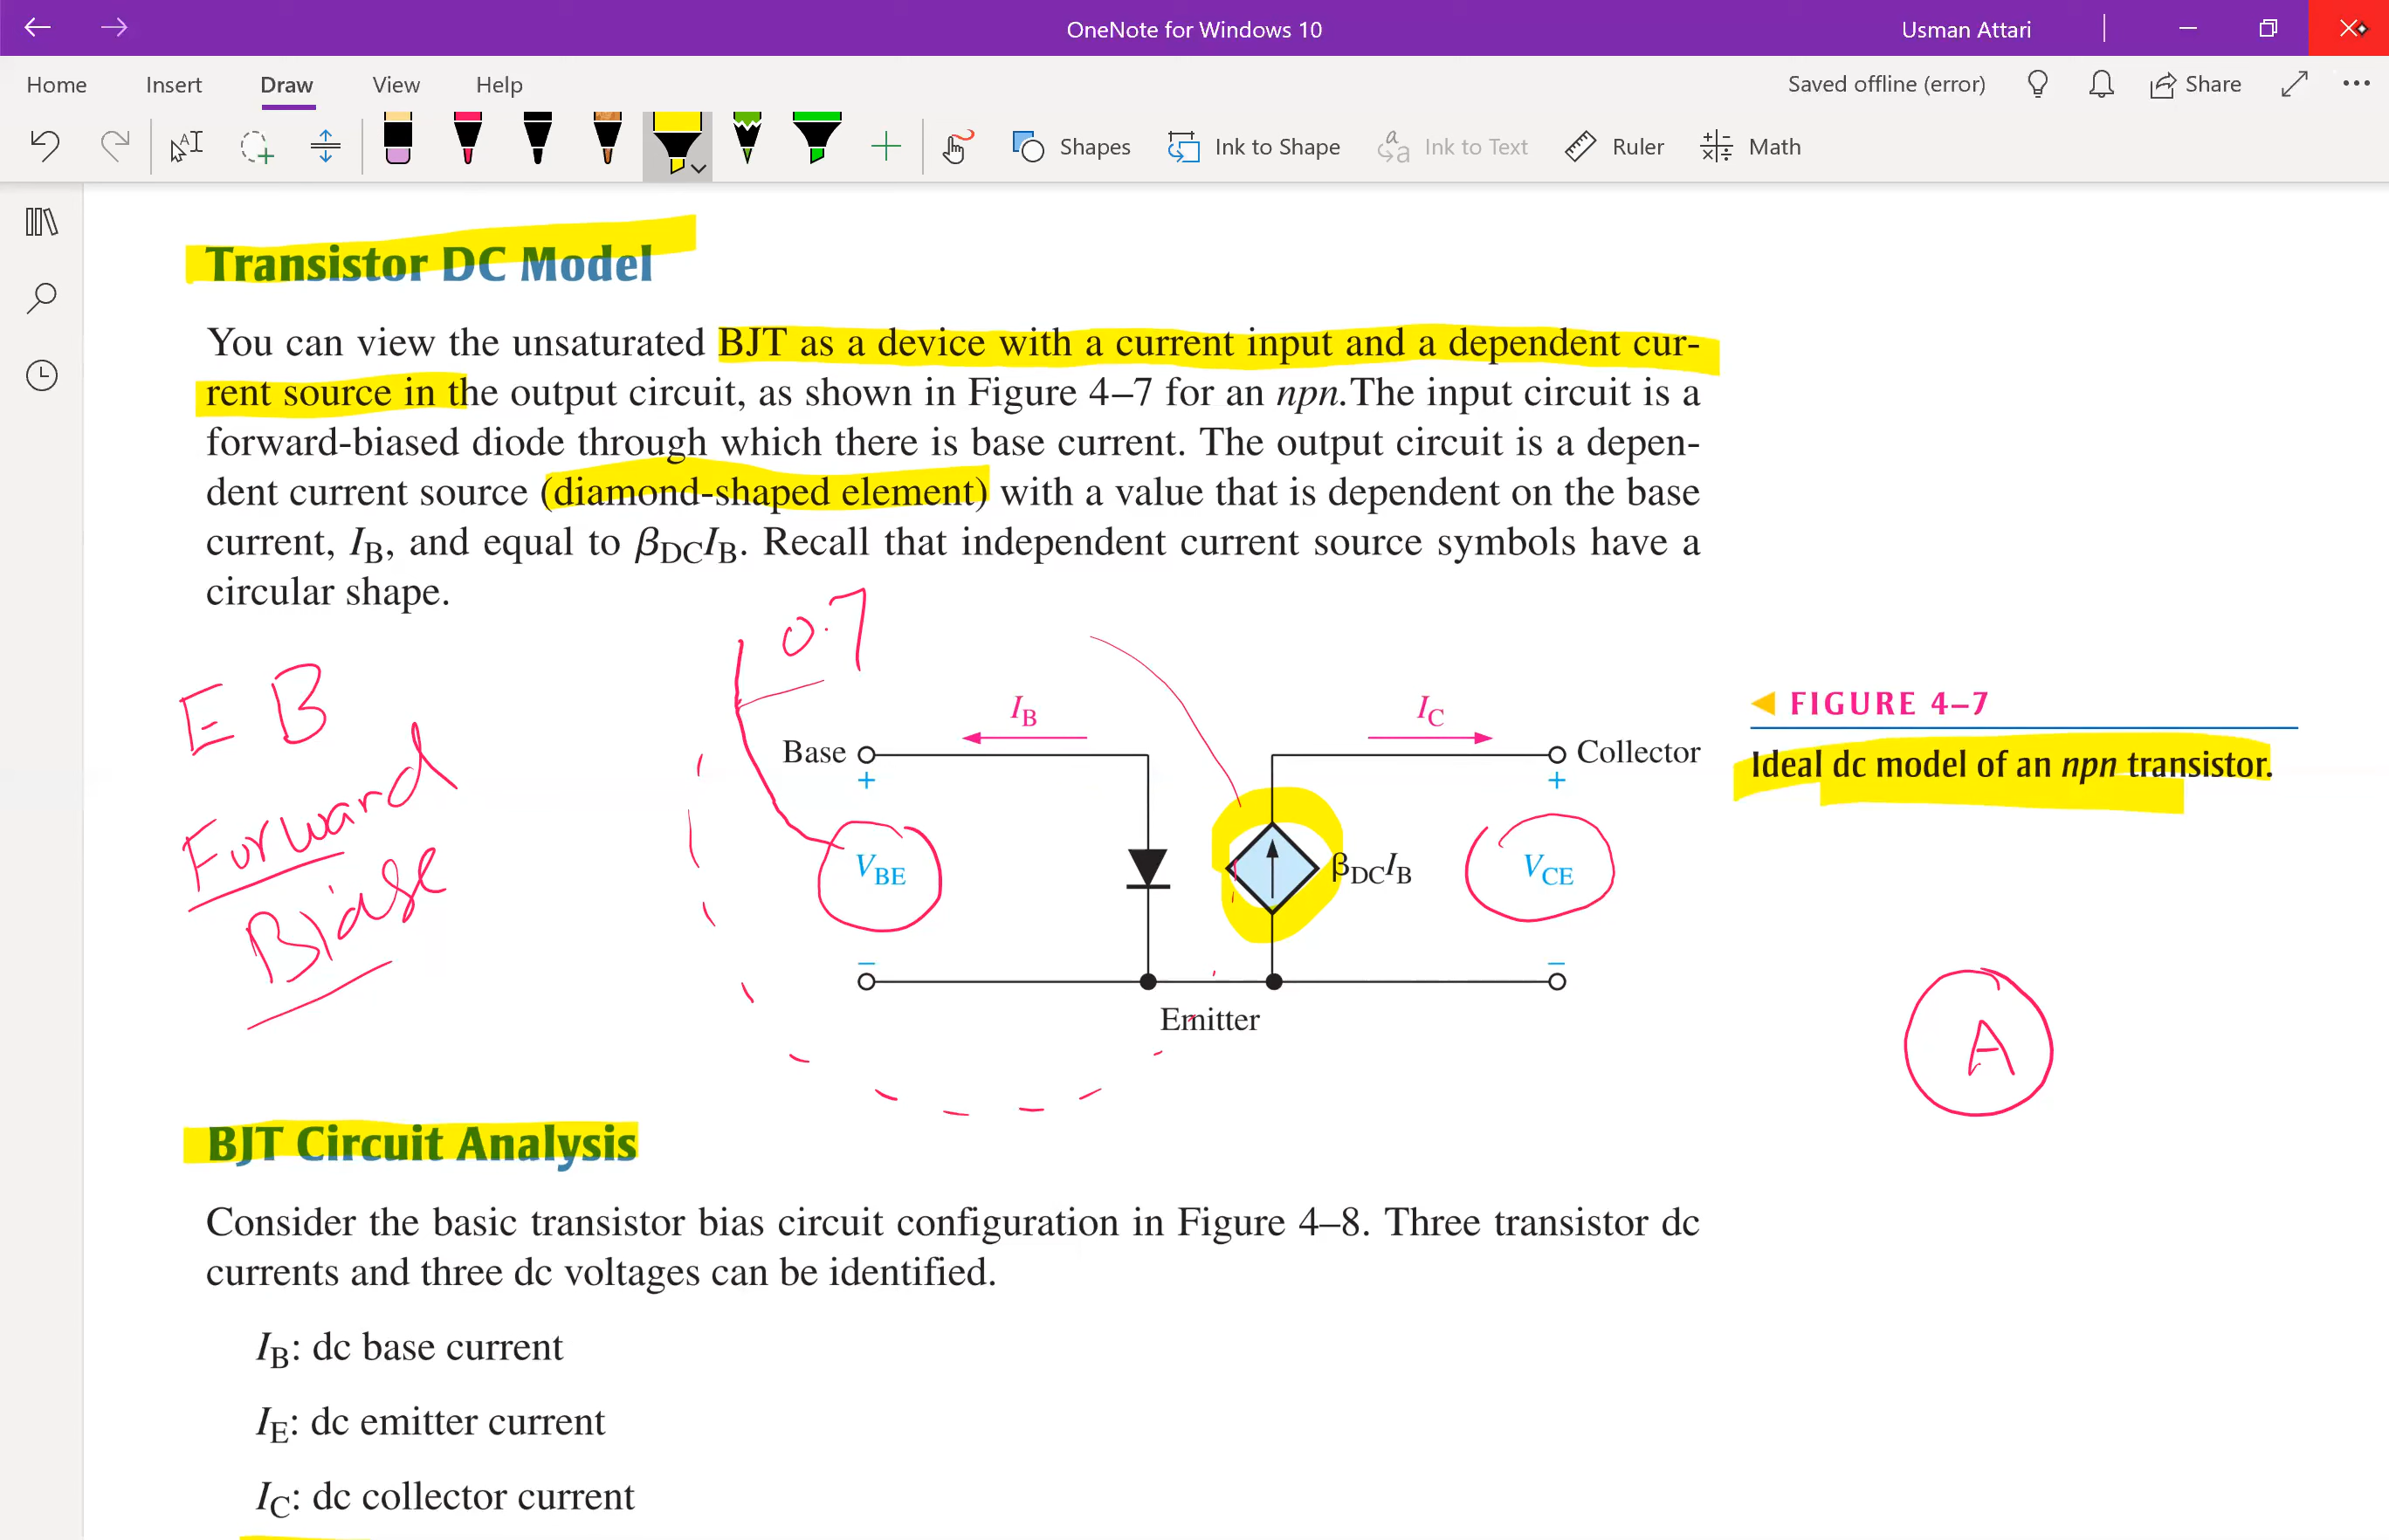 OneNote for Windows 10
Usman Attari
Home Insert Draw View Help
Saved offline (error)
Share
Shapes
Ink to Shape
Ink to Text
Ruler
Math
Transistor DC Model
You can view the unsaturated BJT as a device with a current input and a dependent cur-
rent source in the output circuit, as shown in Figure 4–7 for an npn.The input circuit is a
forward-biased diode through which there is base current. The output circuit is a depen-
dent current source (diamond-shaped element) with a value that is dependent on the base
current, IB, and equal to βDCIB. Recall that independent current source symbols have a
circular shape.
0.7
E B
Forward
Biase
IB
IC
Base
+
Collector
+
VBE
βDCIB
VCE
–
–
Emitter
◀ FIGURE 4–7
Ideal dc model of an npn transistor.
A
BJT Circuit Analysis
Consider the basic transistor bias circuit configuration in Figure 4–8. Three transistor dc
currents and three dc voltages can be identified.
IB: dc base current
IE: dc emitter current
IC: dc collector current